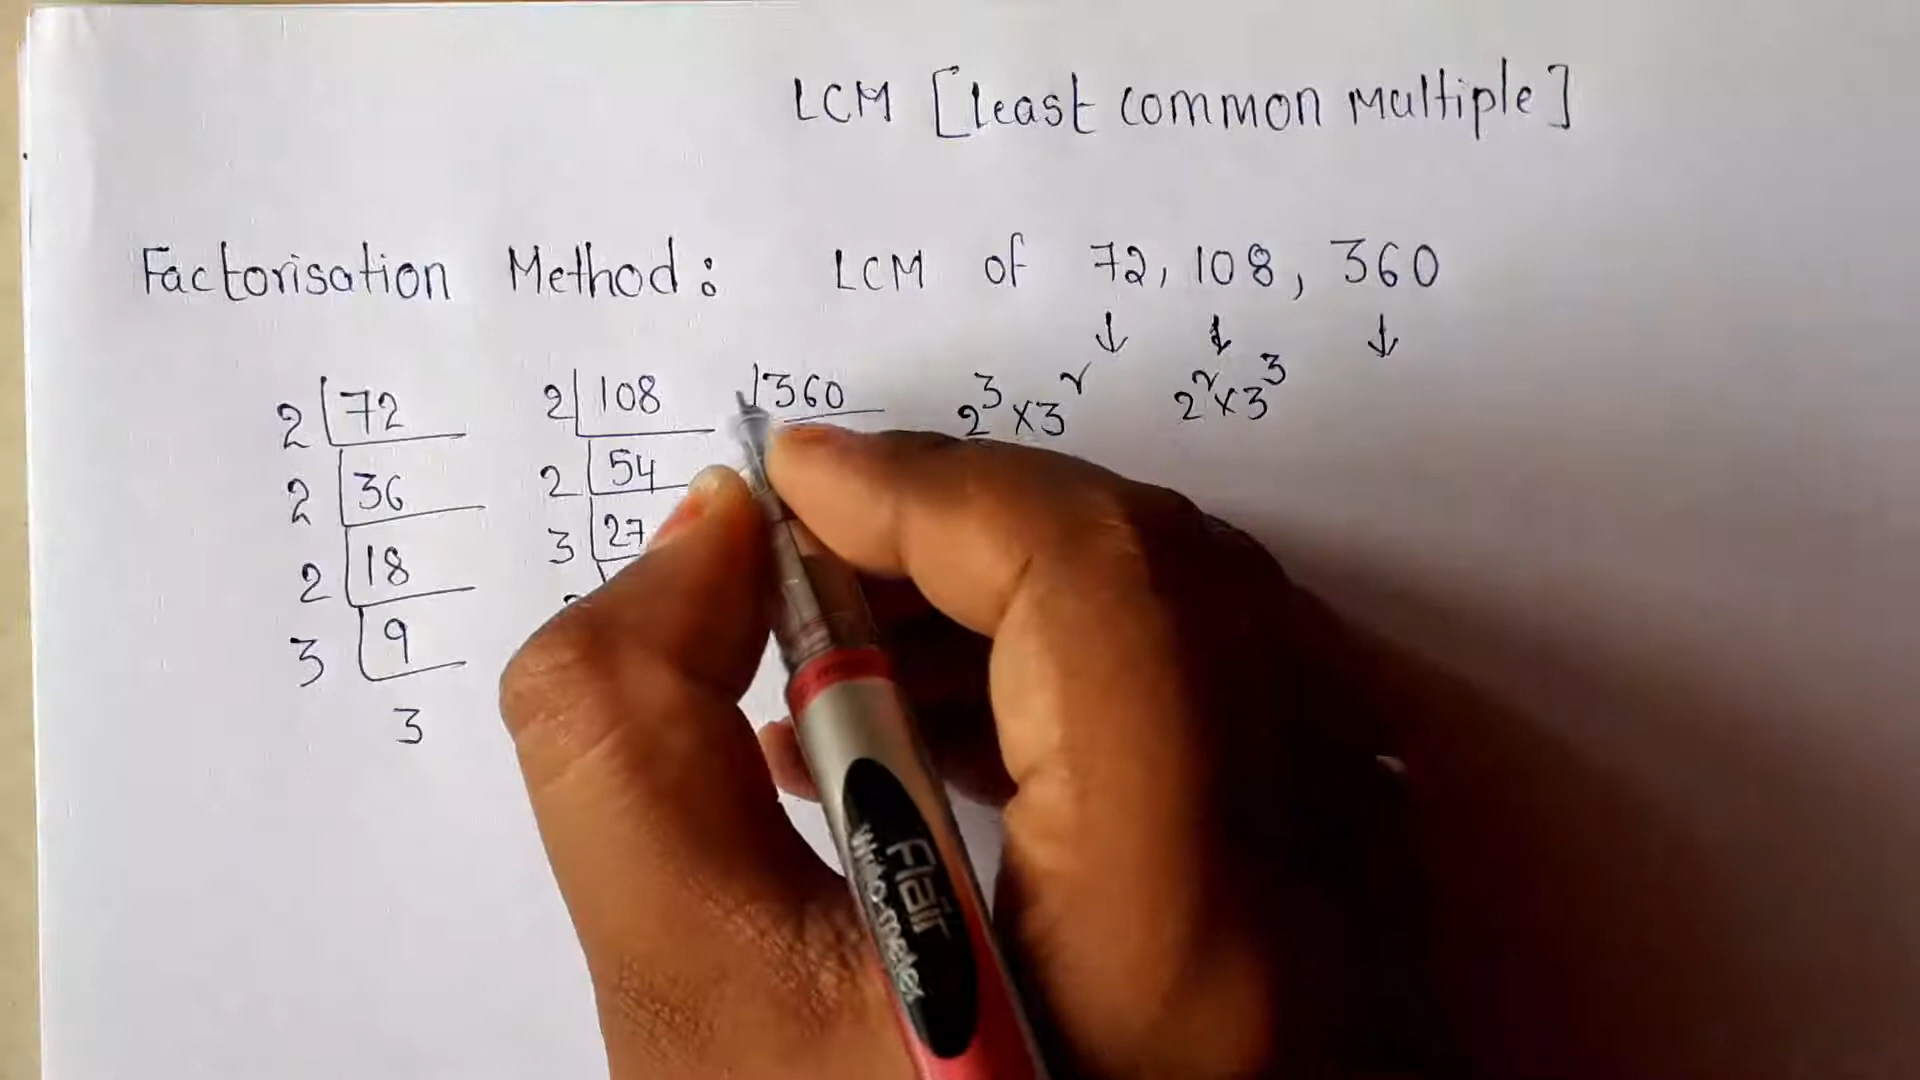 LCM [Least common Multiple]
Factorisation Method: LCM of 72, 108, 360
↓ ↓ ↓
2 72 2 108 360 2³×3² 2²×3³
2 36 2 54
2 18 3 27
3 9
3
Flair